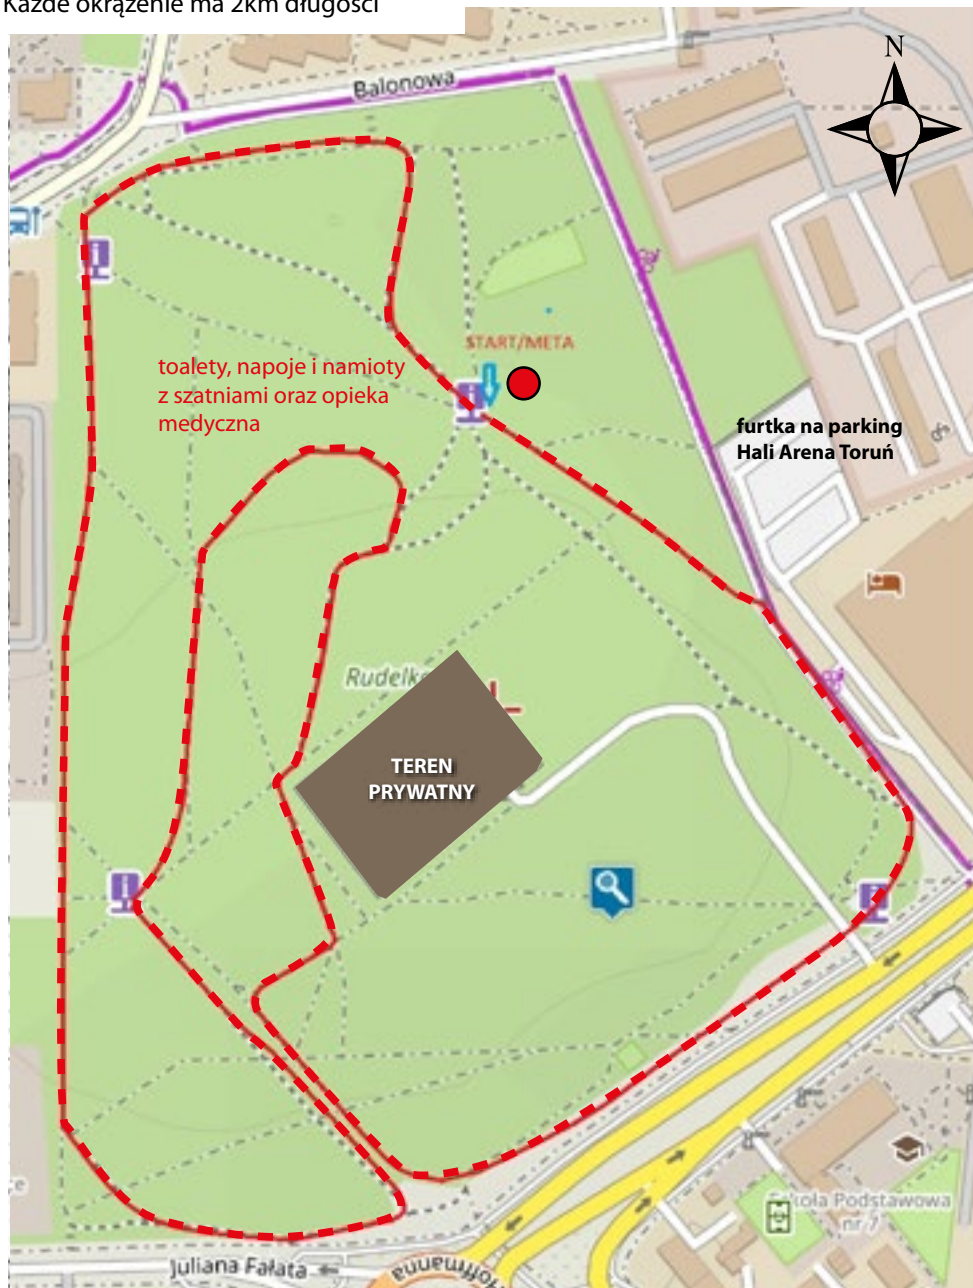 Każde okrążenie ma 2km długości
N
Balonowa
START/META
toalety, napoje i namioty
z szatniami oraz opieka
medyczna
furtka na parking
Hali Arena Toruń
TEREN
PRYWATNY
Szkoła Podstawowa
nr 7
Juliana Fałata
Hoffmanna